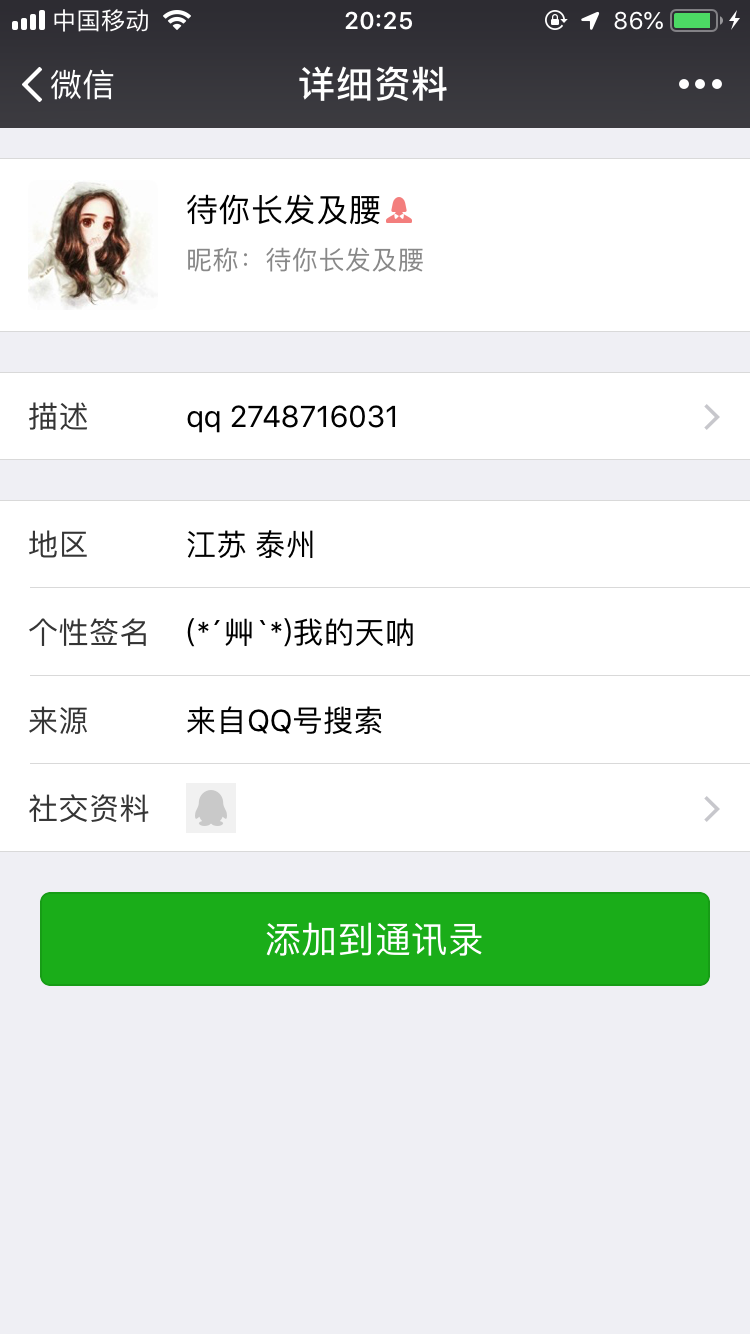 中国移动 20:25 86%
微信 详细资料
待你长发及腰
昵称：待你长发及腰
描述 qq 2748716031
地区 江苏 泰州
个性签名 (*´艸`*)我的天呐
来源 来自QQ号搜索
社交资料
添加到通讯录